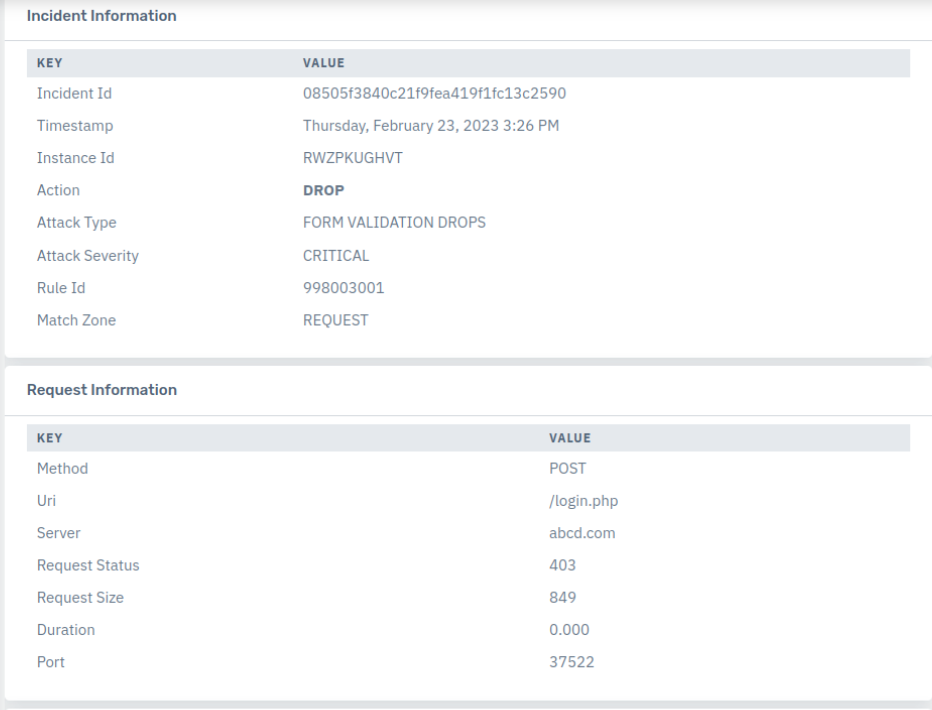 Incident Information
KEY VALUE
Incident Id 08505f3840c21f9fea419f1fc13c2590
Timestamp Thursday, February 23, 2023 3:26 PM
Instance Id RWZPKUGHVT
Action DROP
Attack Type FORM VALIDATION DROPS
Attack Severity CRITICAL
Rule Id 998003001
Match Zone REQUEST
Request Information
KEY VALUE
Method POST
Uri /login.php
Server abcd.com
Request Status 403
Request Size 849
Duration 0.000
Port 37522